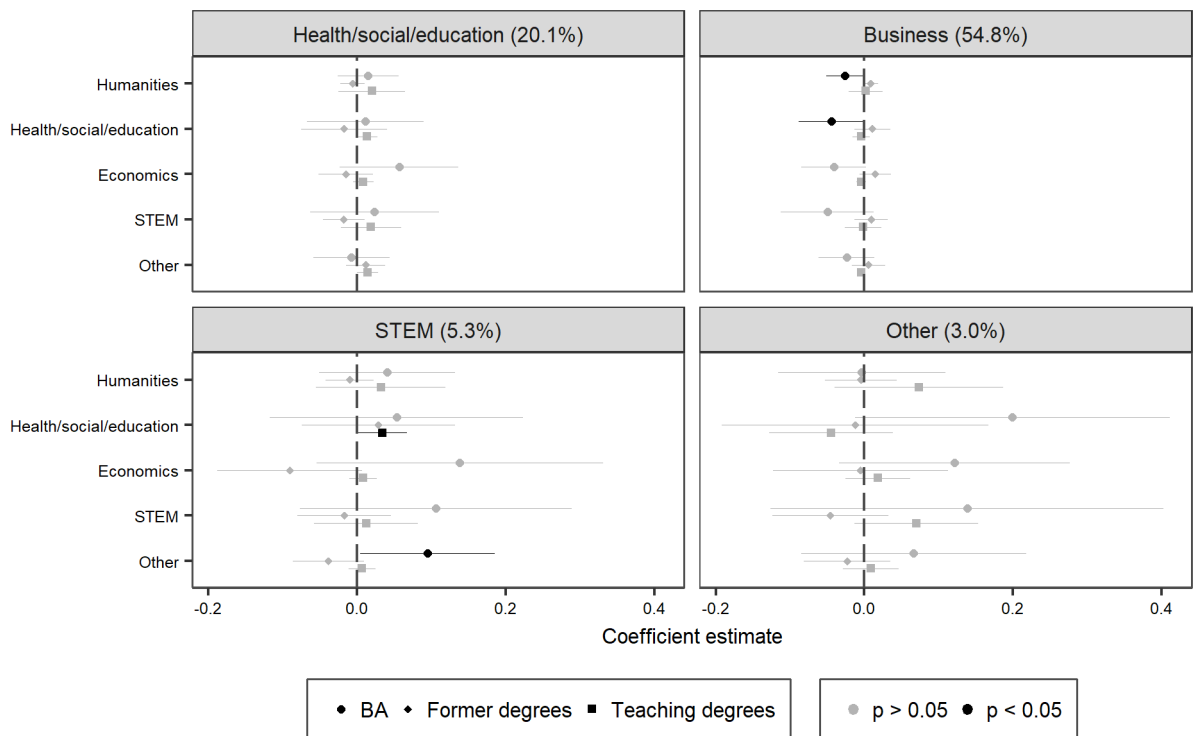 Health/social/education (20.1%)
Business (54.8%)
Humanities
Health/social/education
Economics
STEM
Other
STEM (5.3%)
Other (3.0%)
Humanities
Health/social/education
Economics
STEM
Other
-0.2 0.0 0.2 0.4
-0.2 0.0 0.2 0.4
Coefficient estimate
BA Former degrees Teaching degrees
p > 0.05 p < 0.05